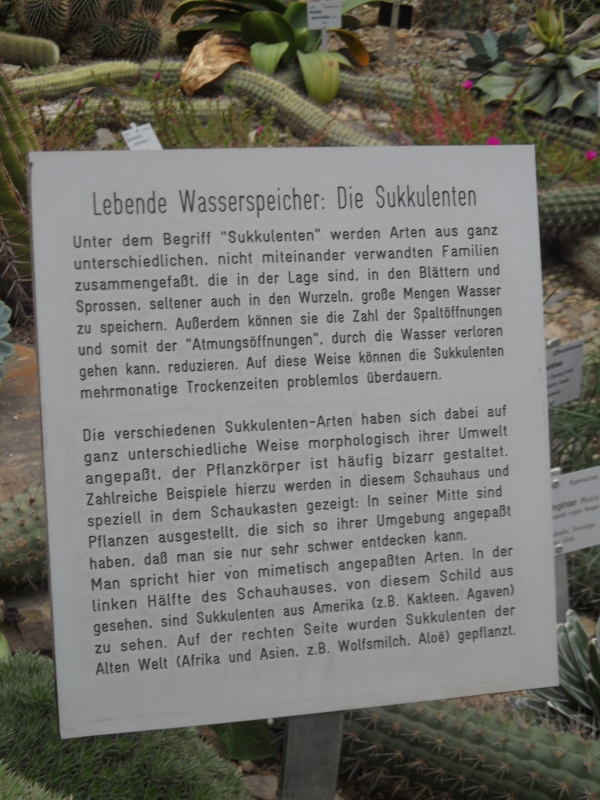 Lebende Wasserspeicher: Die Sukkulenten
Unter dem Begriff "Sukkulenten" werden Arten aus ganz
unterschiedlichen, nicht miteinander verwandten Familien
zusammengefaßt, die in der Lage sind, in den Blättern und
Sprossen, seltener auch in den Wurzeln, große Mengen Wasser
zu speichern. Außerdem können sie die Zahl der Spaltöffnungen
und somit der "Atmungsöffnungen", durch die Wasser verloren
gehen kann, reduzieren. Auf diese Weise können die Sukkulenten
mehrmonatige Trockenzeiten problemlos überdauern.
Die verschiedenen Sukkulenten-Arten haben sich dabei auf
ganz unterschiedliche Weise morphologisch ihrer Umwelt
angepaßt, der Pflanzkörper ist häufig bizarr gestaltet.
Zahlreiche Beispiele hierzu werden in diesem Schauhaus und
speziell in dem Schaukasten gezeigt: In seiner Mitte sind
Pflanzen ausgestellt, die sich so ihrer Umgebung angepaßt
haben, daß man sie nur sehr schwer entdecken kann.
Man spricht hier von mimetisch angepaßten Arten. In der
linken Hälfte des Schauhauses, von diesem Schild aus
gesehen, sind Sukkulenten aus Amerika (z.B. Kakteen, Agaven)
zu sehen. Auf der rechten Seite wurden Sukkulenten der
Alten Welt (Afrika und Asien, z.B. Wolfsmilch, Aloë) gepflanzt.